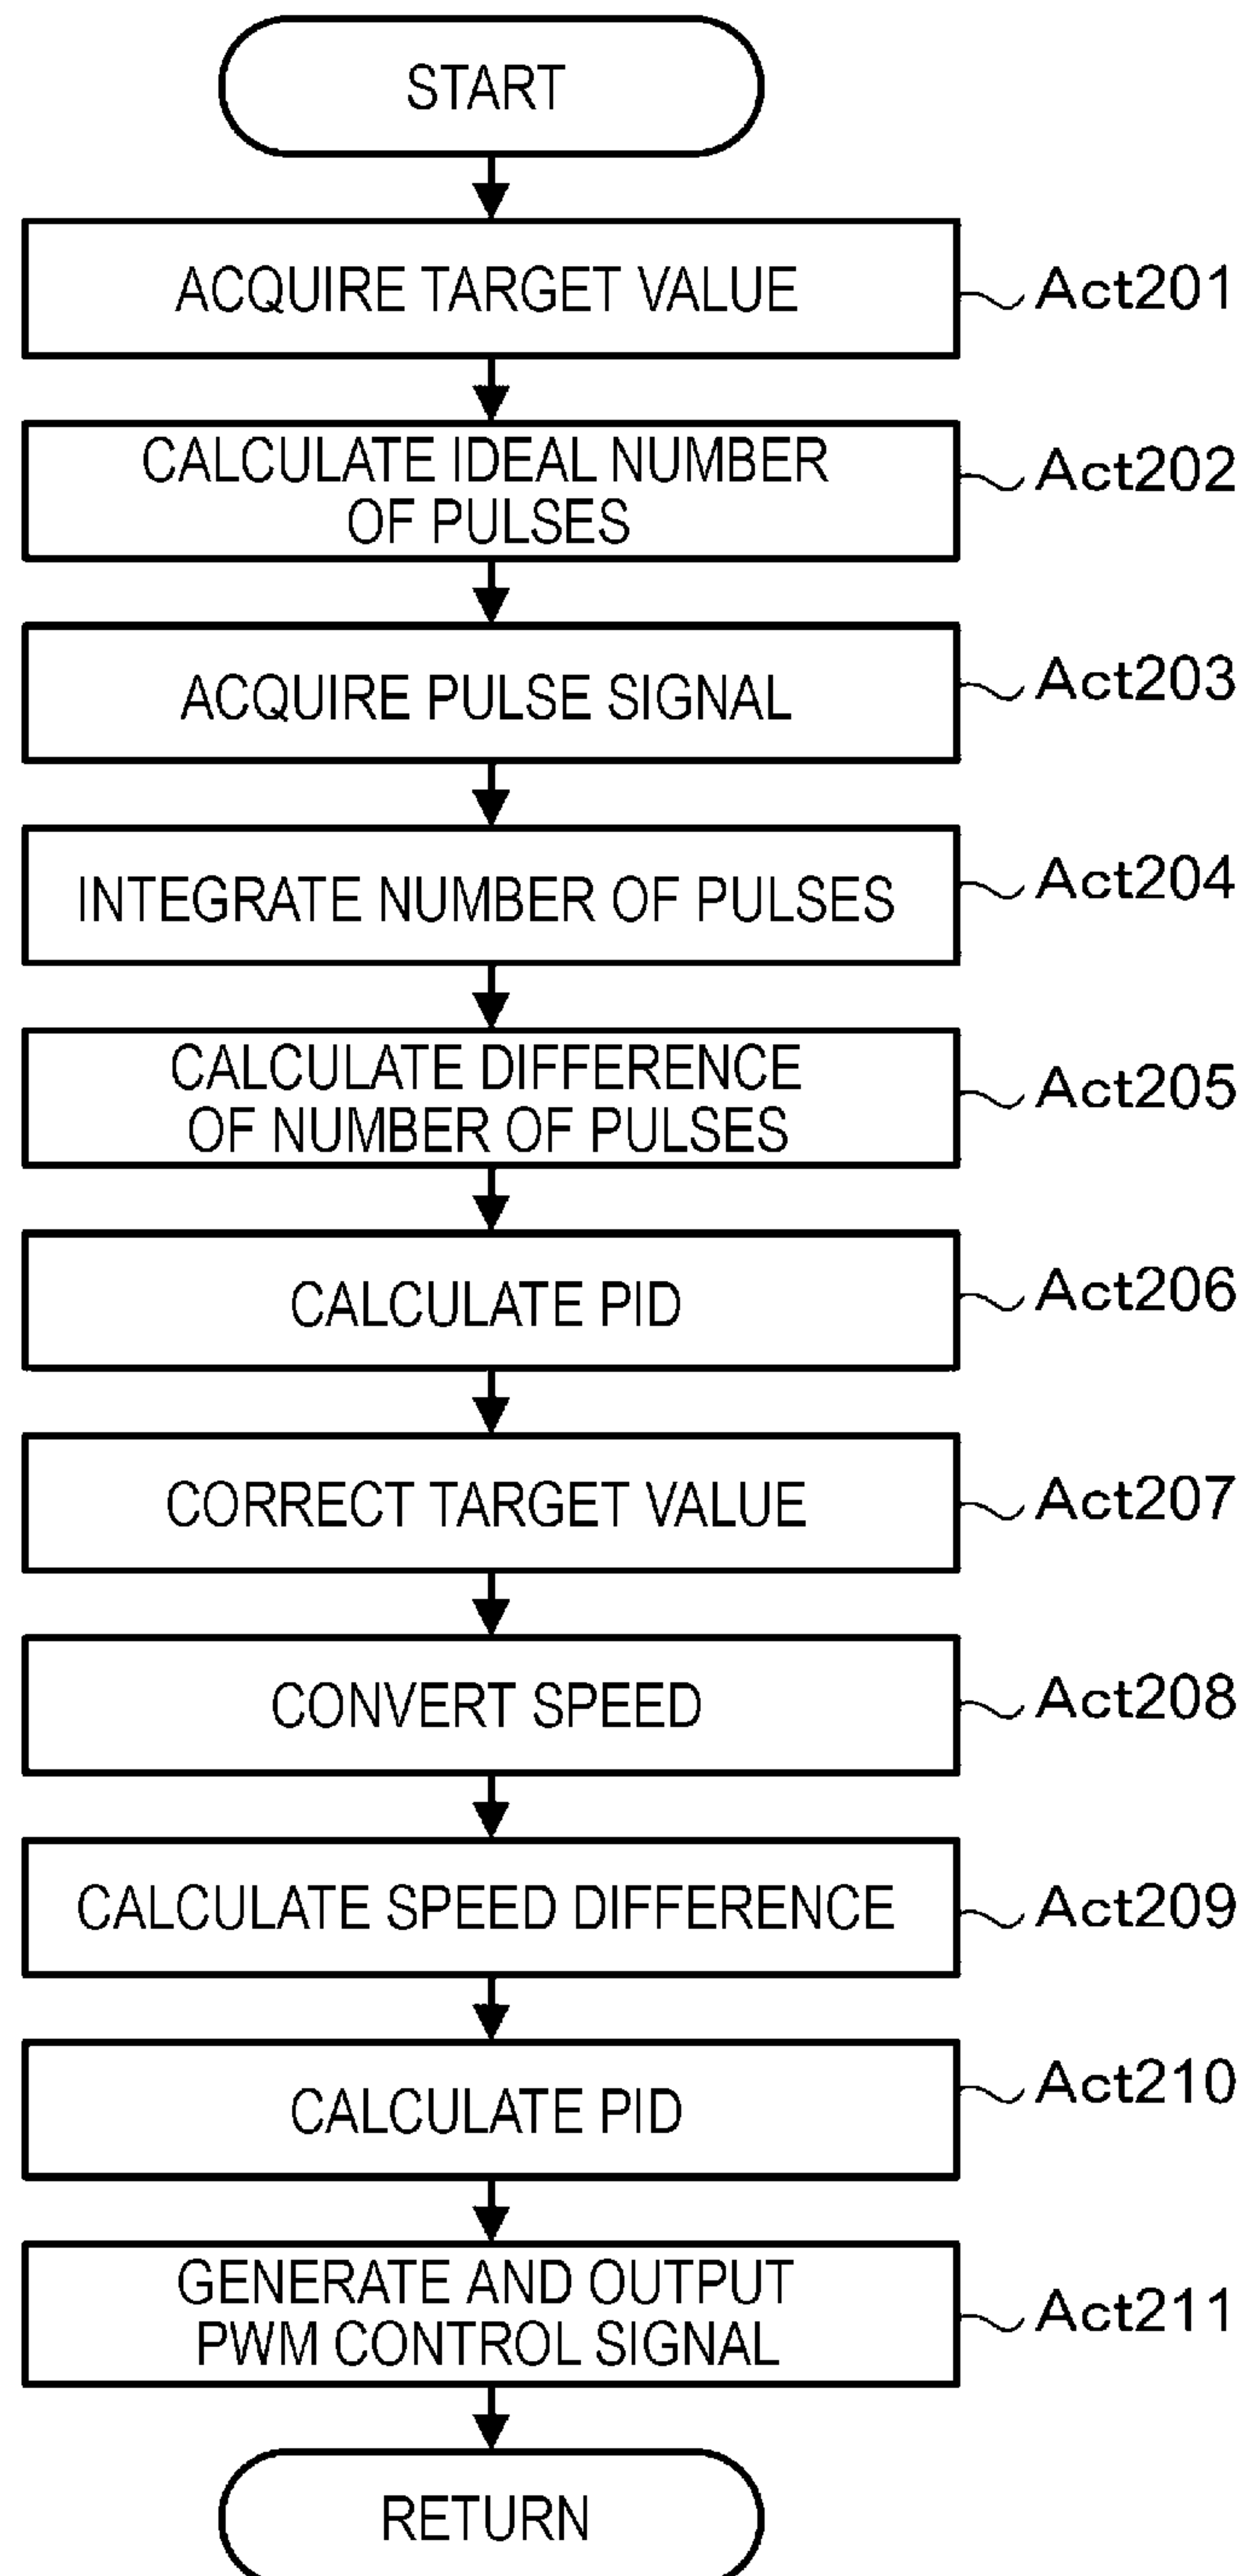 START
ACQUIRE TARGET VALUE
Act201
CALCULATE IDEAL NUMBER
OF PULSES
Act202
ACQUIRE PULSE SIGNAL
Act203
INTEGRATE NUMBER OF PULSES
Act204
CALCULATE DIFFERENCE
OF NUMBER OF PULSES
Act205
CALCULATE PID
Act206
CORRECT TARGET VALUE
Act207
CONVERT SPEED
Act208
CALCULATE SPEED DIFFERENCE
Act209
CALCULATE PID
Act210
GENERATE AND OUTPUT
PWM CONTROL SIGNAL
Act211
RETURN